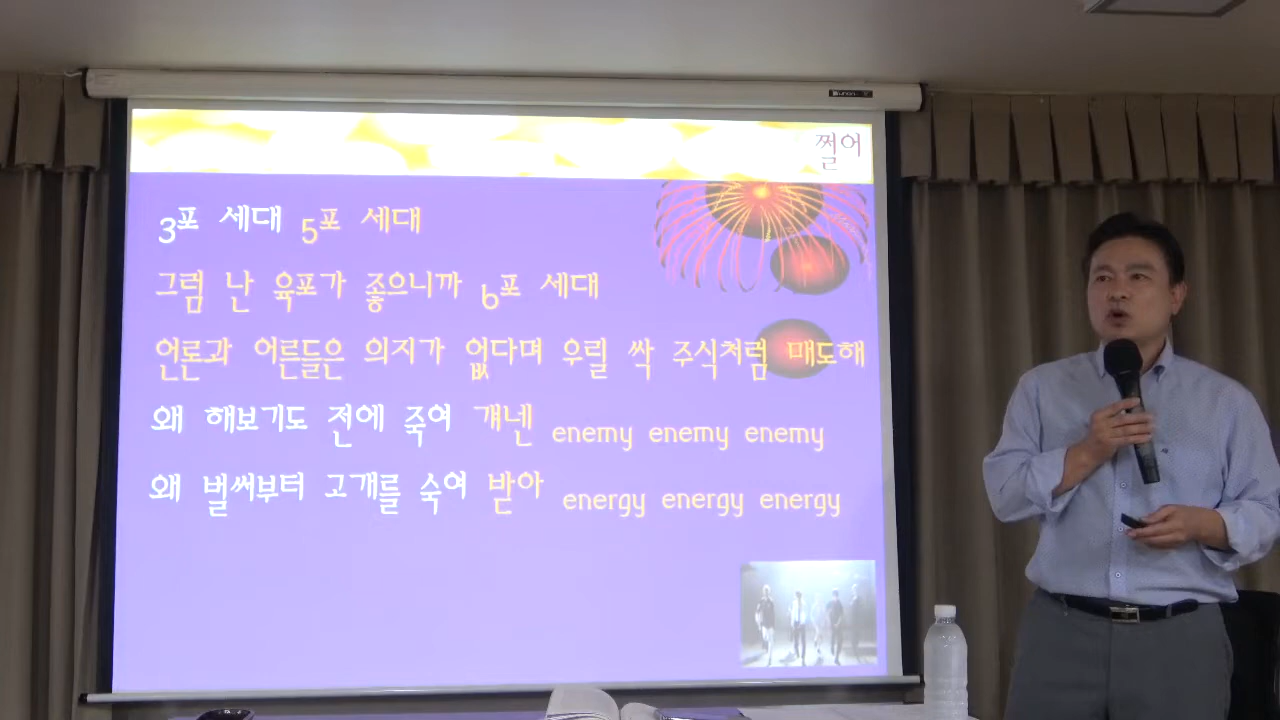 쩔어
3포 세대 5포 세대
그럼 난 육포가 좋으니까 6포 세대
언론과 어른들은 의지가 없다며 우릴 싹 주식처럼 매도해
왜 해보기도 전에 죽여 걔넨 enemy enemy enemy
왜 벌써부터 고개를 숙여 받아 energy energy energy